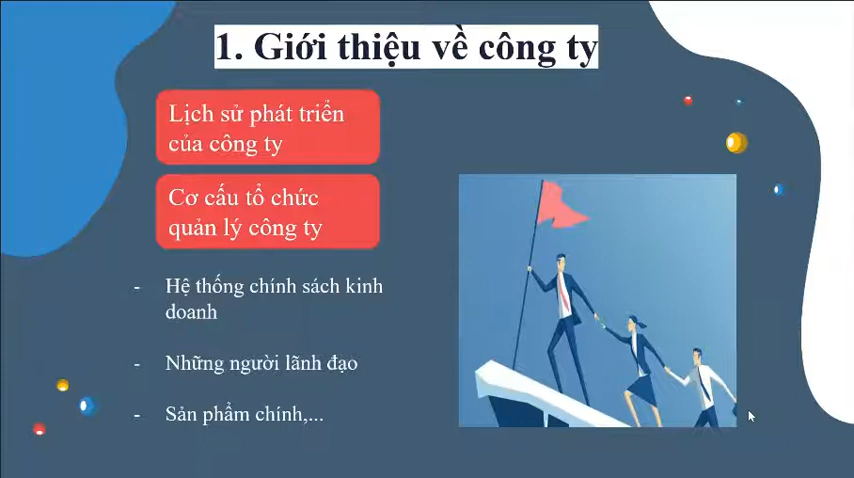 1. Giới thiệu về công ty
Lịch sử phát triển
của công ty
Cơ cấu tổ chức
quản lý công ty
- Hệ thống chính sách kinh
doanh
- Những người lãnh đạo
- Sản phẩm chính,...